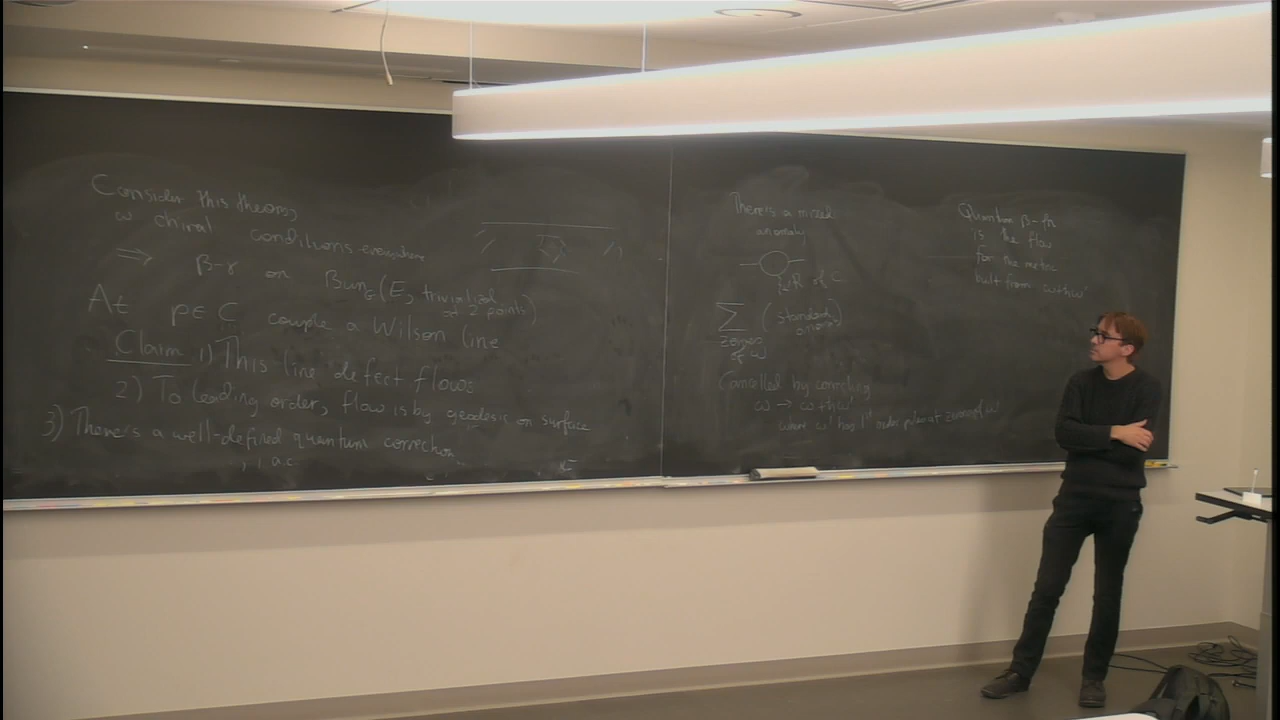 Consider this theory,
w chiral conditions everywhere
⟹ β-γ on Bun_G(E, trivialized at 2 points)
At p∈C couple a Wilson line
Claim 1) This line defect flows
2) To leading order, flow is by geodesic on surface
3) There's a well-defined quantum correction
There's a mixed
anomaly
of C
∑ (standard anomaly)
zeroes
of ω
Cancelled by correcting
ω → ω+ħω'
where ω' has 1st order poles at zeroes of ω
Quantum β-fn
is the flow
for the metric
built from ω+ħω'